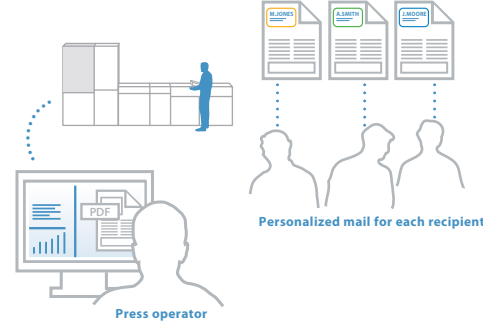 M.JONES
A.SMITH
J.MOORE
PDF
Personalized mail for each recipient
Press operator